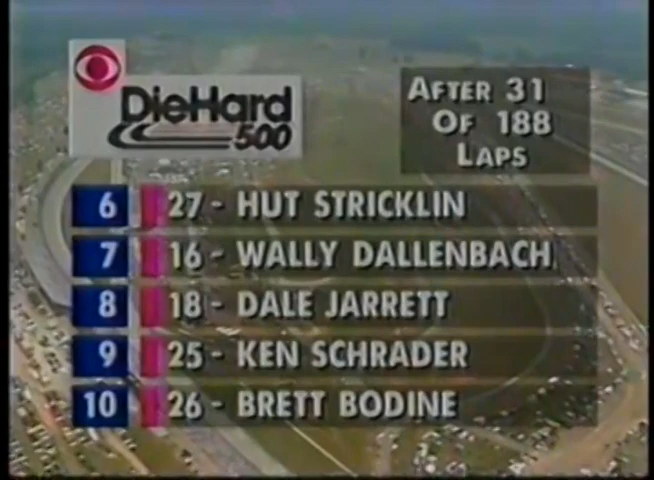 DieHard
500
AFTER 31
OF 188
LAPS
6 27 - HUT STRICKLIN
7 16 - WALLY DALLENBACH
8 18 - DALE JARRETT
9 25 - KEN SCHRADER
10 26 - BRETT BODINE